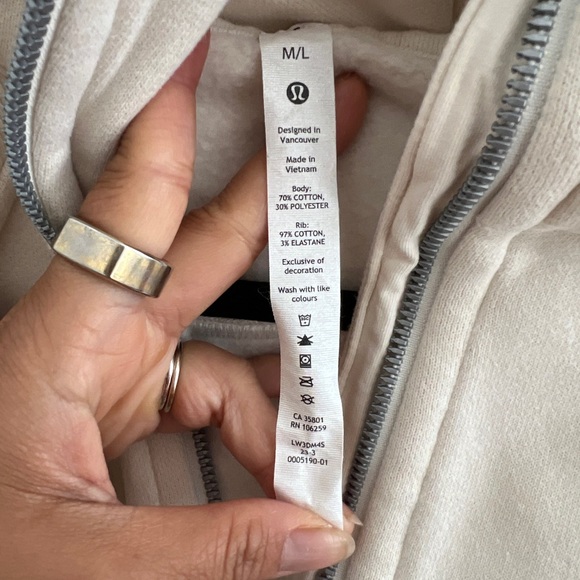 M/L
Designed in
Vancouver
Made in
Vietnam
Body:
70% COTTON,
30% POLYESTER
Rib:
97% COTTON,
3% ELASTANE
Exclusive of
decoration
Wash with like
colours
CA 35801
RN 106259
LW3DM4S
23 3
0005190-01